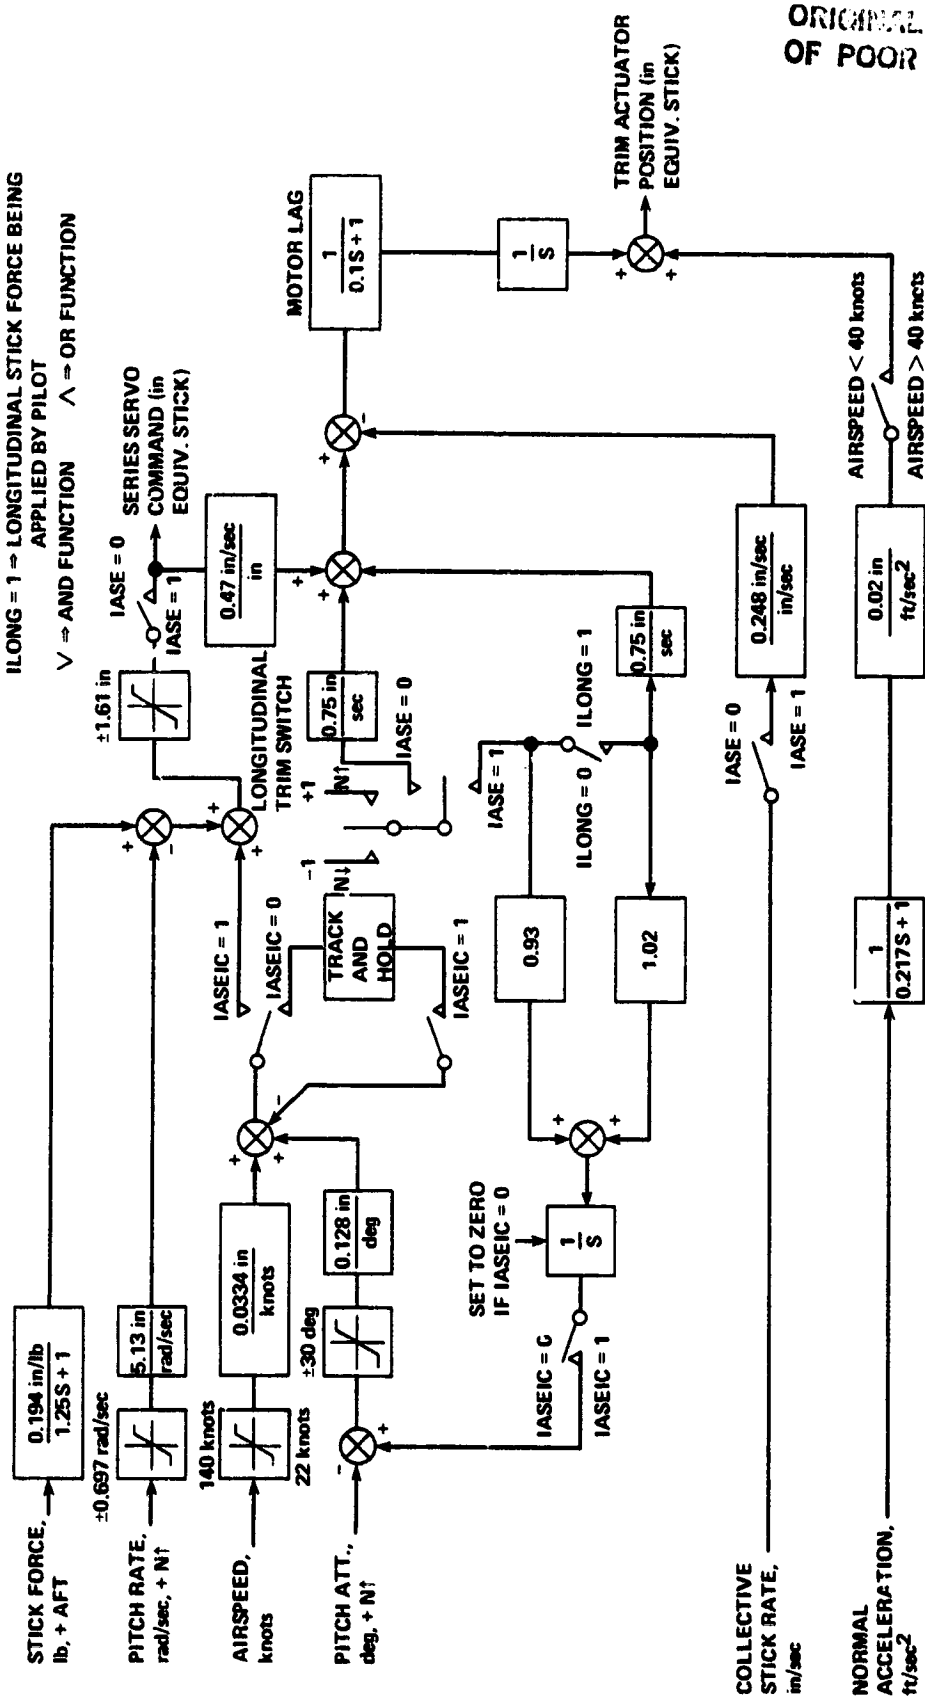 ORIGINAL
OF POOR
ILONG = 1 ⇒ LONGITUDINAL STICK FORCE BEING
APPLIED BY PILOT
∨ ⇒ AND FUNCTION ∧ ⇒ OR FUNCTION
STICK FORCE,
lb, + AFT
0.194 in/lb
1.25S + 1
PITCH RATE,
rad/sec, + N↑
±0.697 rad/sec
5.13 in
rad/sec
AIRSPEED,
knots
140 knots
22 knots
0.0334 in
knots
PITCH ATT.,
deg, + N↑
±30 deg
0.128 in
deg
IASEIC = 1
IASEIC = 0
TRACK
AND
HOLD
IASEIC = 1
±1.61 in
IASE = 0
IASE = 1
SERIES SERVO
COMMAND (in
EQUIV. STICK)
0.47 in/sec
in
LONGITUDINAL
TRIM SWITCH
-1
N↓
+1
N↑
0.75 in
sec
IASE = 0
IASE = 1
MOTOR LAG
1
0.1S + 1
1
S
TRIM ACTUATOR
POSITION (in
EQUIV. STICK)
SET TO ZERO
IF IASEIC = 0
1
S
IASEIC = 0
IASEIC = 1
0.93
1.02
ILONG = 0
ILONG = 1
0.75 in
sec
COLLECTIVE
STICK RATE,
in/sec
IASE = 0
IASE = 1
0.248 in/sec
in/sec
NORMAL
ACCELERATION,
ft/sec²
1
0.217S + 1
0.02 in
ft/sec²
AIRSPEED < 40 knots
AIRSPEED > 40 knots